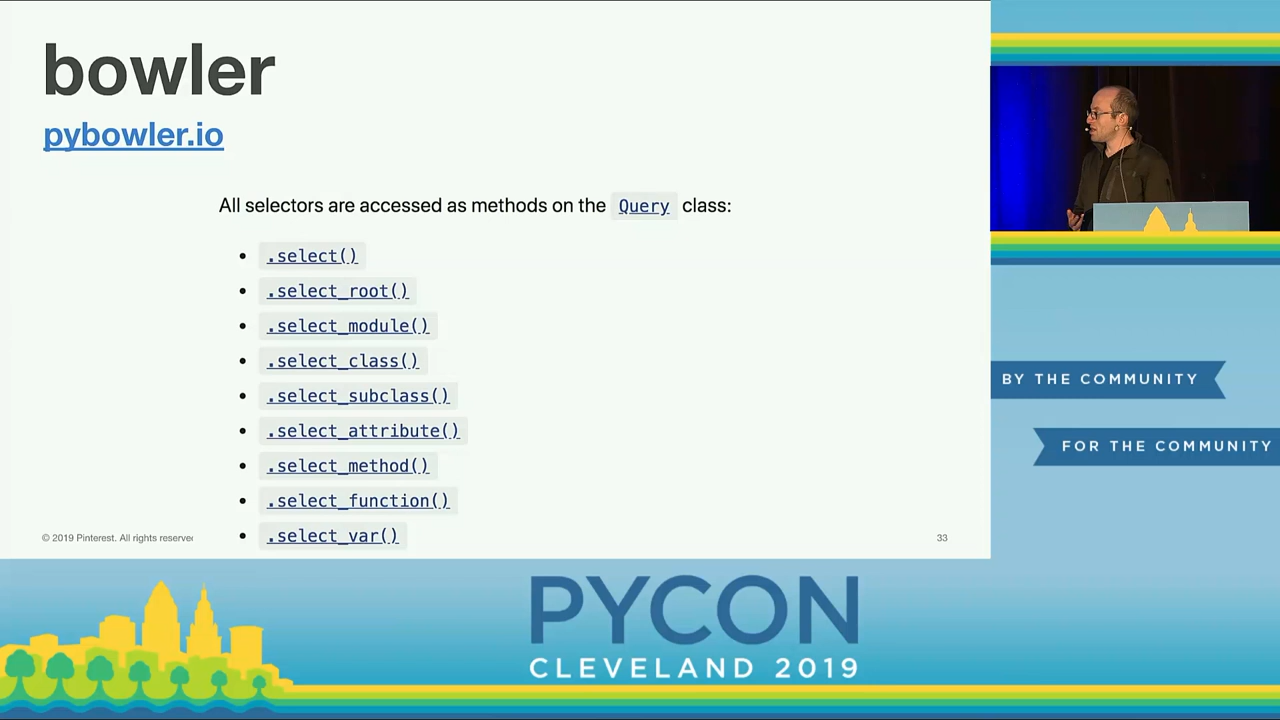 bowler
pybowler.io
All selectors are accessed as methods on the Query class:
• .select()
• .select_root()
• .select_module()
• .select_class()
• .select_subclass()
• .select_attribute()
• .select_method()
• .select_function()
• .select_var()
© 2019 Pinterest. All rights reserved
33
BY THE COMMUNITY
FOR THE COMMUNITY
PYCON
CLEVELAND 2019